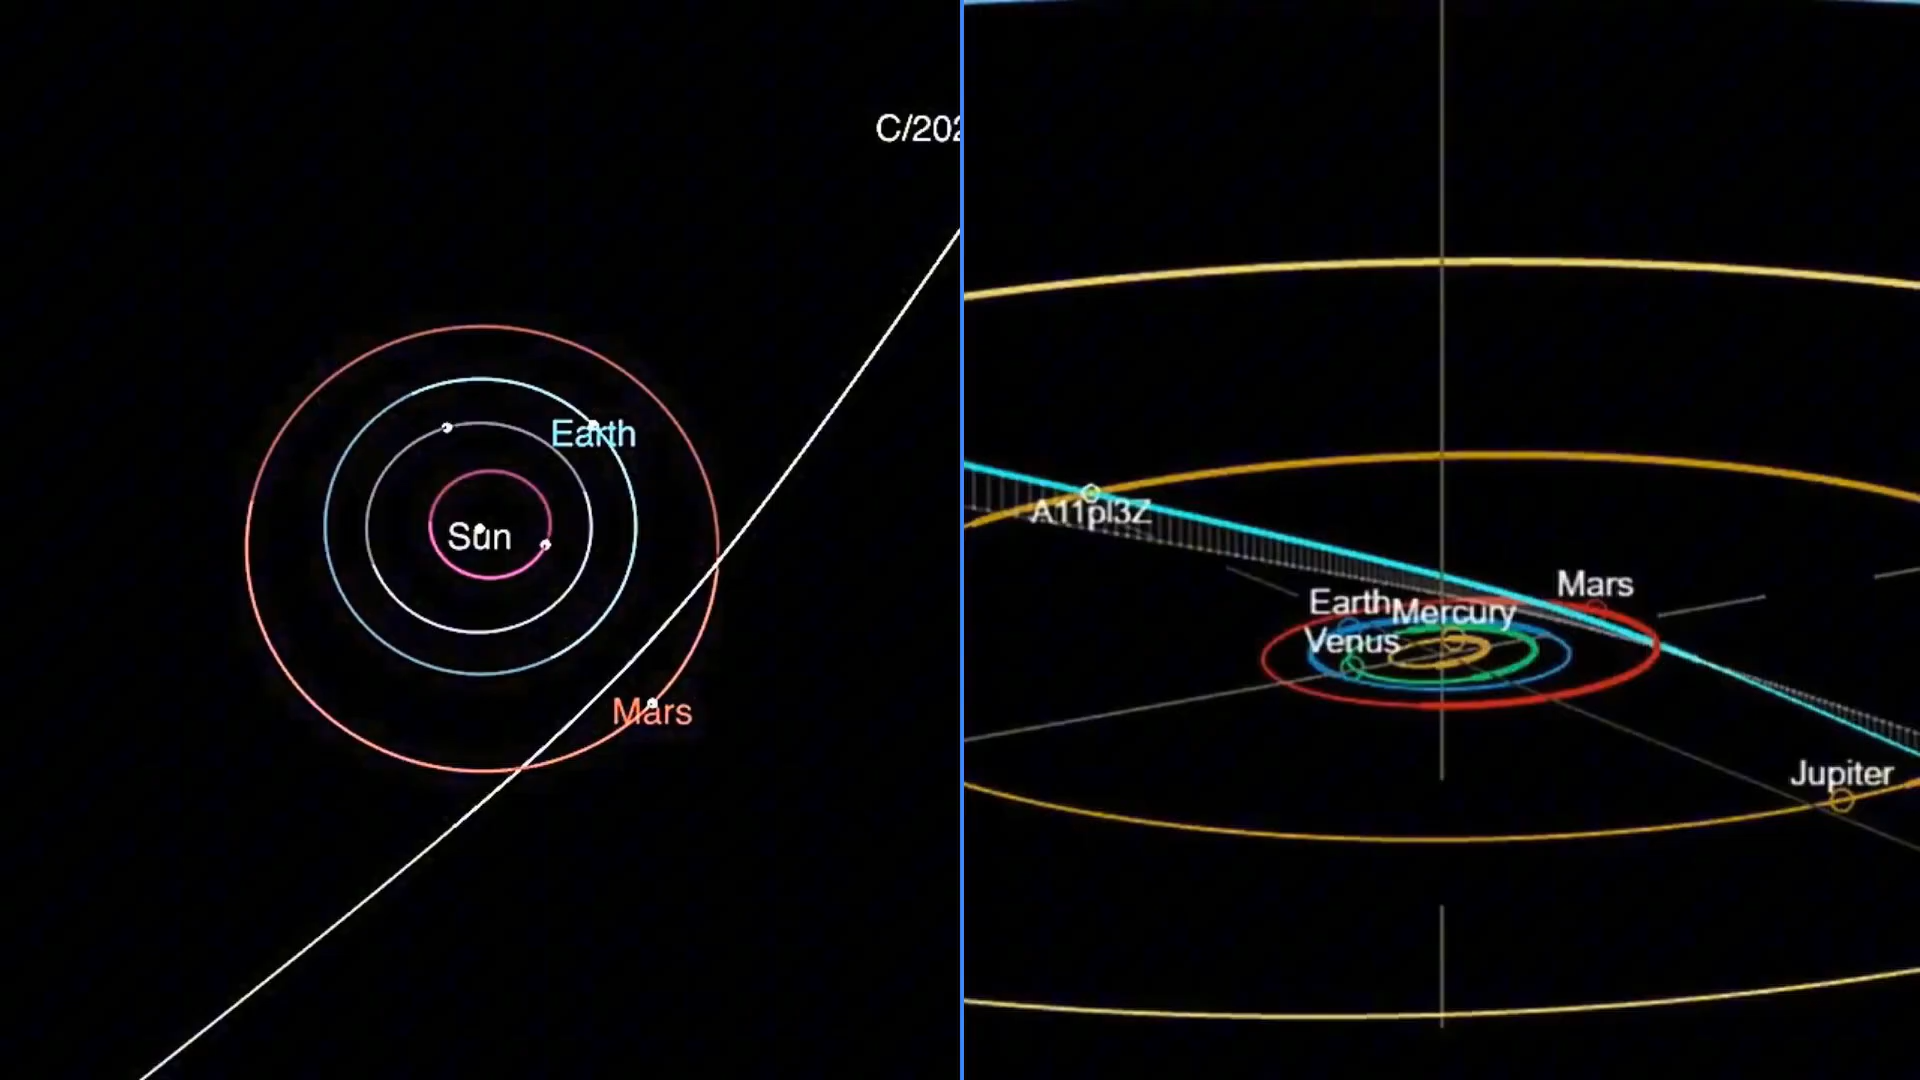 C/202
Earth
Sun
Mars
A11pl3Z
Mars
Earth
Mercury
Venus
Jupiter